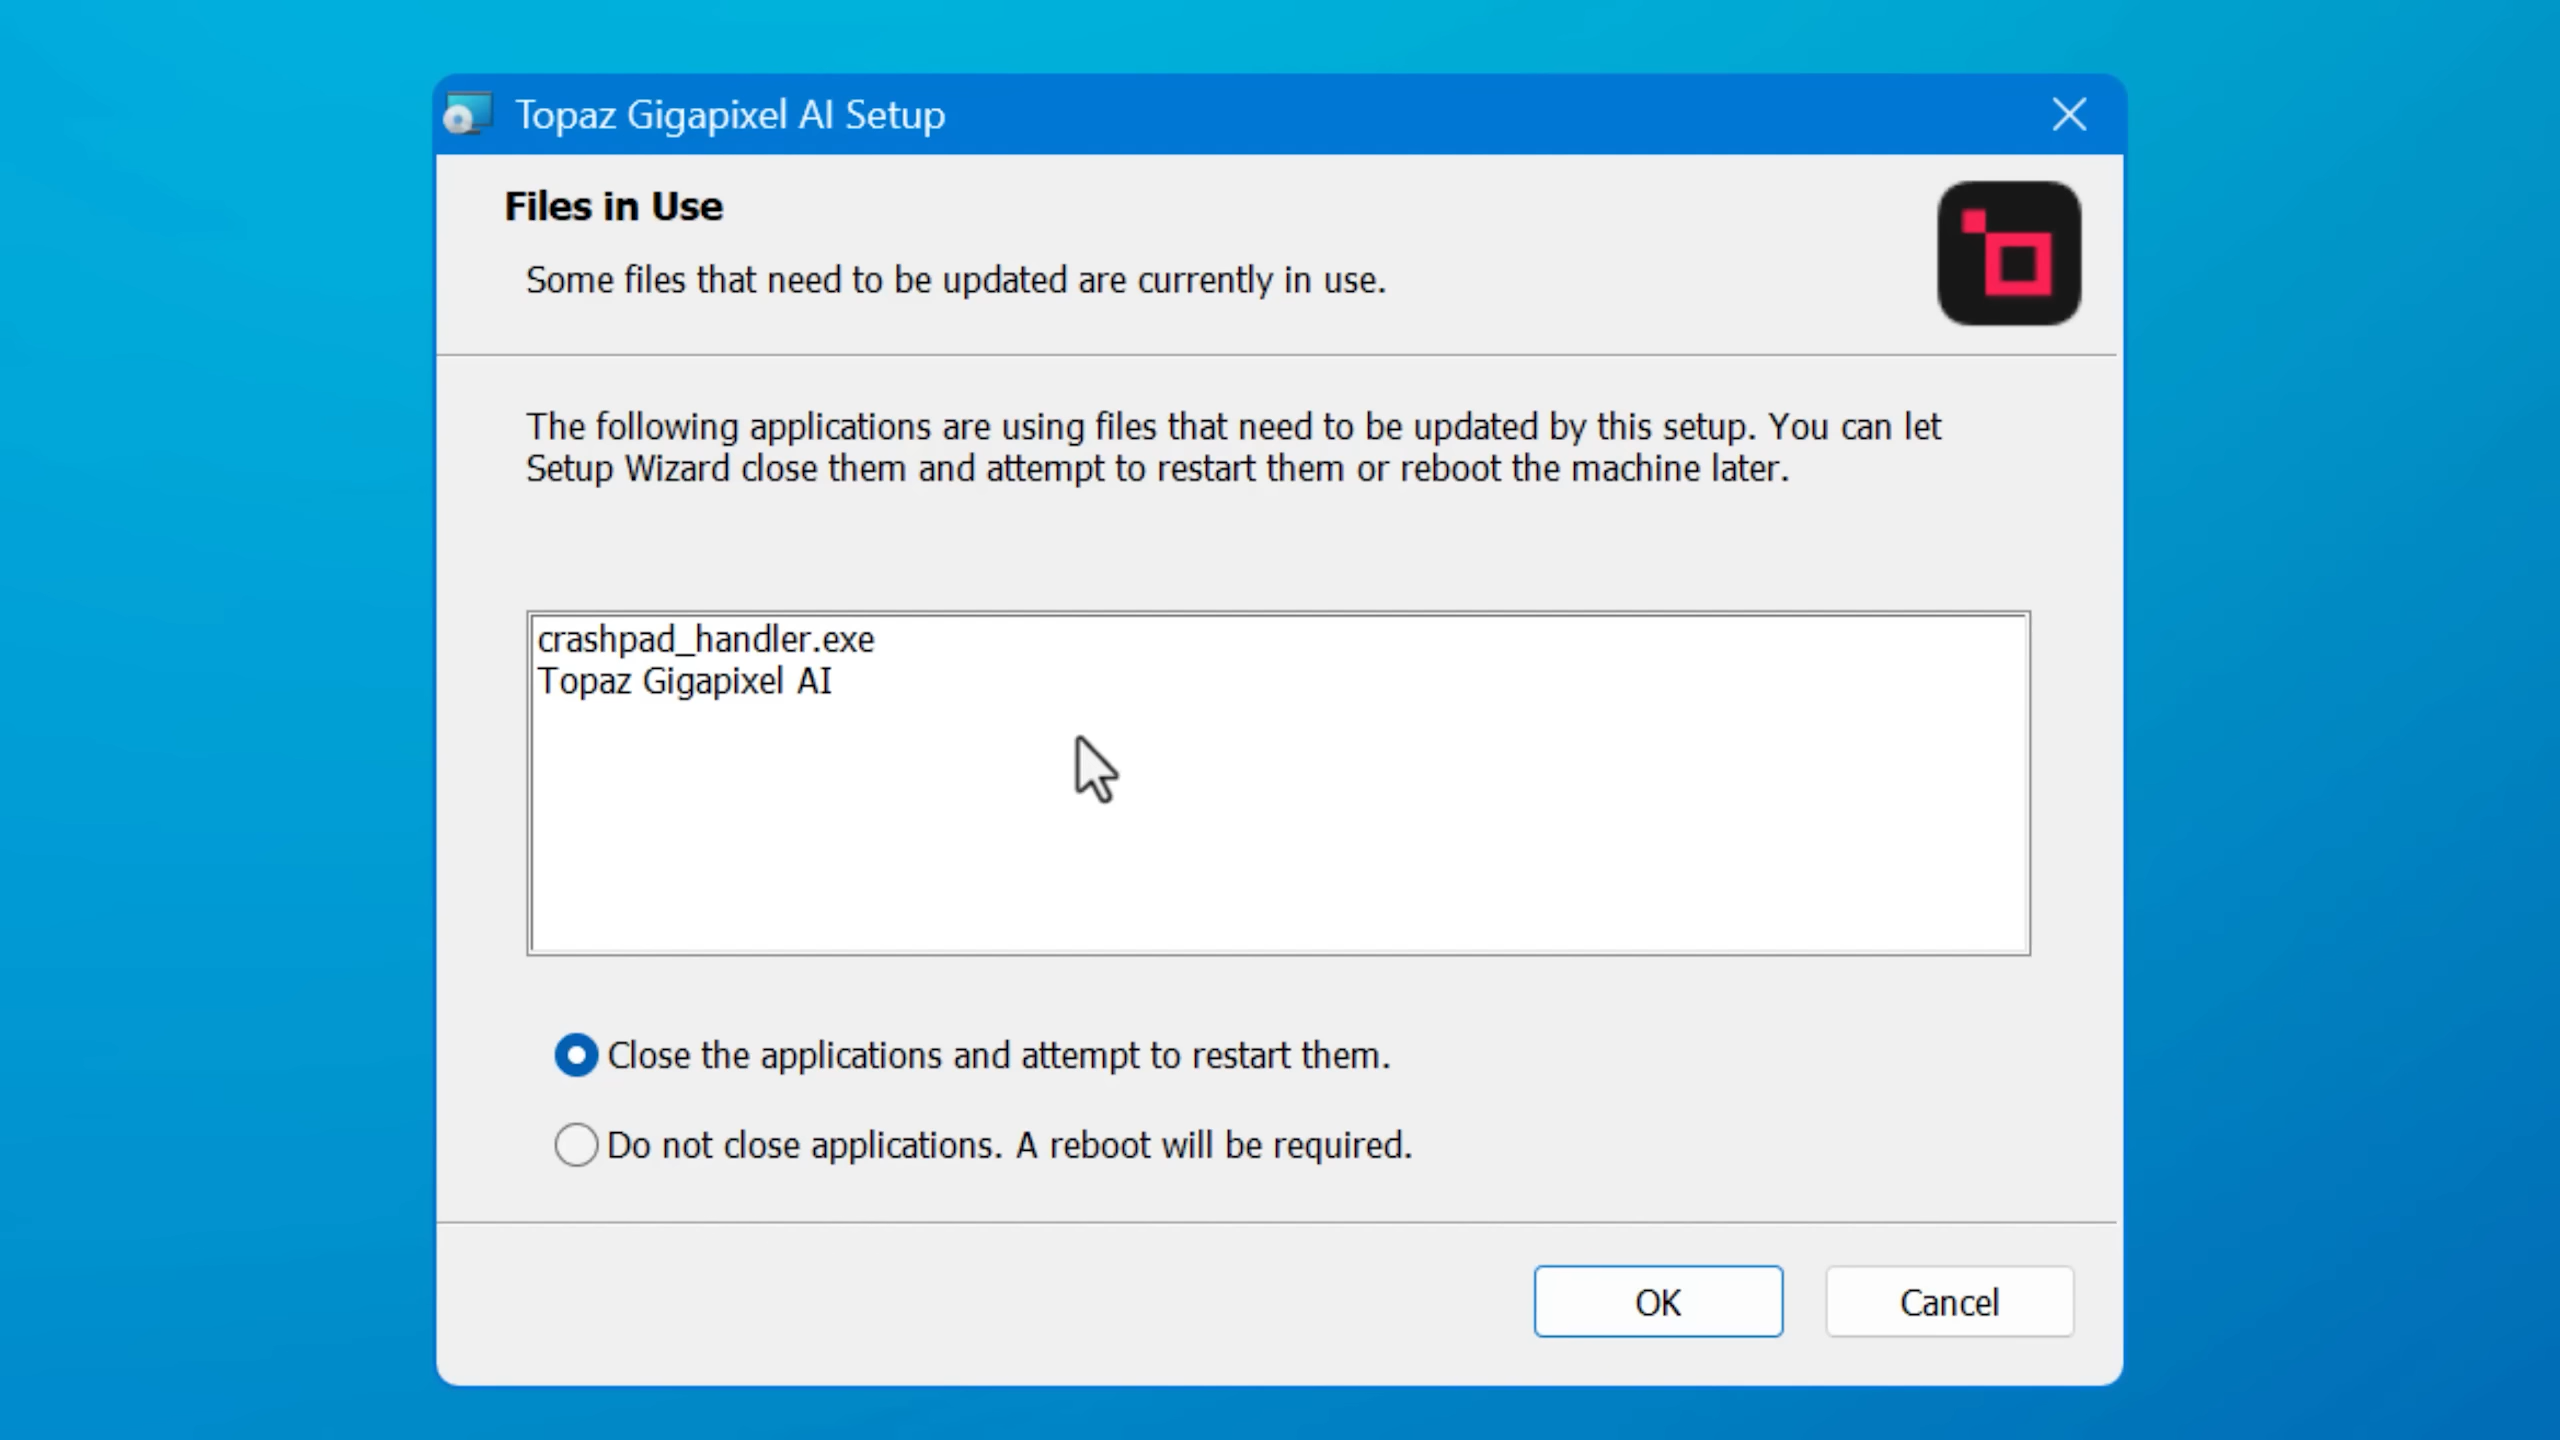 Topaz Gigapixel AI Setup
Files in Use
Some files that need to be updated are currently in use.
The following applications are using files that need to be updated by this setup. You can let
Setup Wizard close them and attempt to restart them or reboot the machine later.
crashpad_handler.exe
Topaz Gigapixel AI
Close the applications and attempt to restart them.
Do not close applications. A reboot will be required.
OK
Cancel